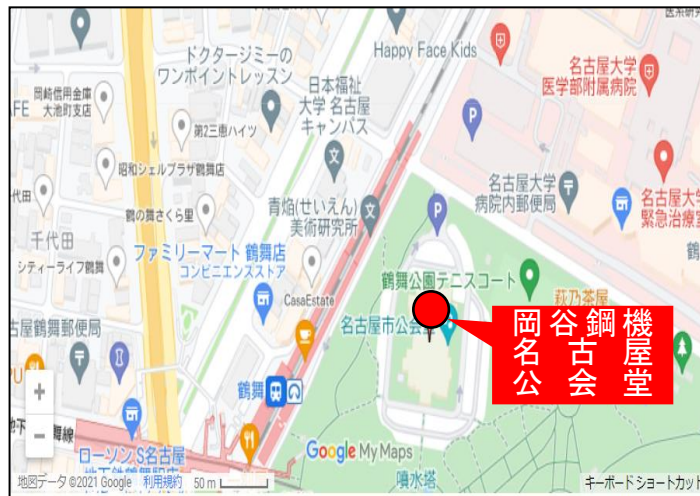 ドクタージミーの
ワンポイントレッスン
Happy Face Kids
名古屋大学
医学部附属病院
岡崎信用金庫
大池町支店
AFE
日本福祉
大学 名古屋
キャンパス
第2三恵ハイツ
昭和シェルプラザ鶴舞店
名古屋大学
病院内郵便局
名古屋大学
緊急治療室
代田
鶴の舞さくら里
青焔(せいえん)
美術研究所
千代田
シティーライフ鶴舞
ファミリーマート 鶴舞店
コンビニエンスストア
鶴舞公園テニスコート
萩乃茶屋
CasaEstate
古屋鶴舞郵便局
名古屋市公会堂
岡谷鋼機
名古屋
公会堂
鶴舞
ローソン S名古屋
地下鉄鶴舞駅店
Google My Maps
噴水塔
地図データ ©2021 Google 利用規約 50 m
キーボード ショートカッ